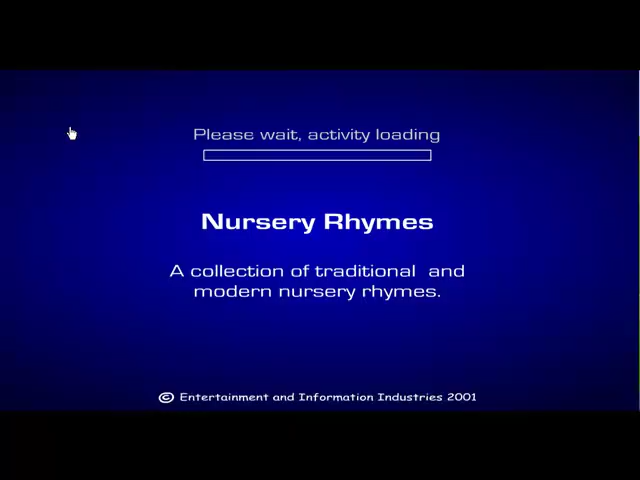 Please wait, activity loading
Nursery Rhymes
A collection of traditional and
modern nursery rhymes.
© Entertainment and Information Industries 2001